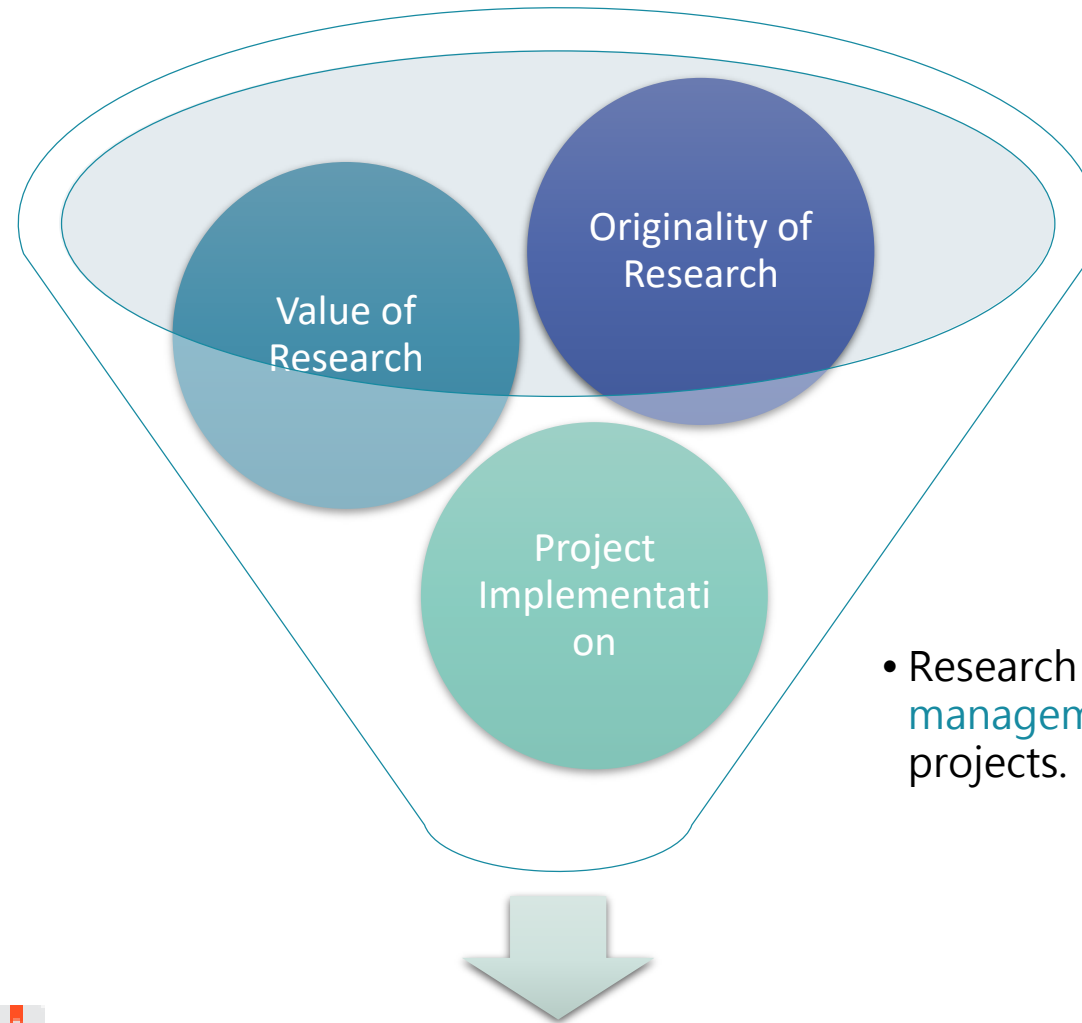 Originality of
Research
Value of
Research
Project
Implementati
on
• Research
projects.